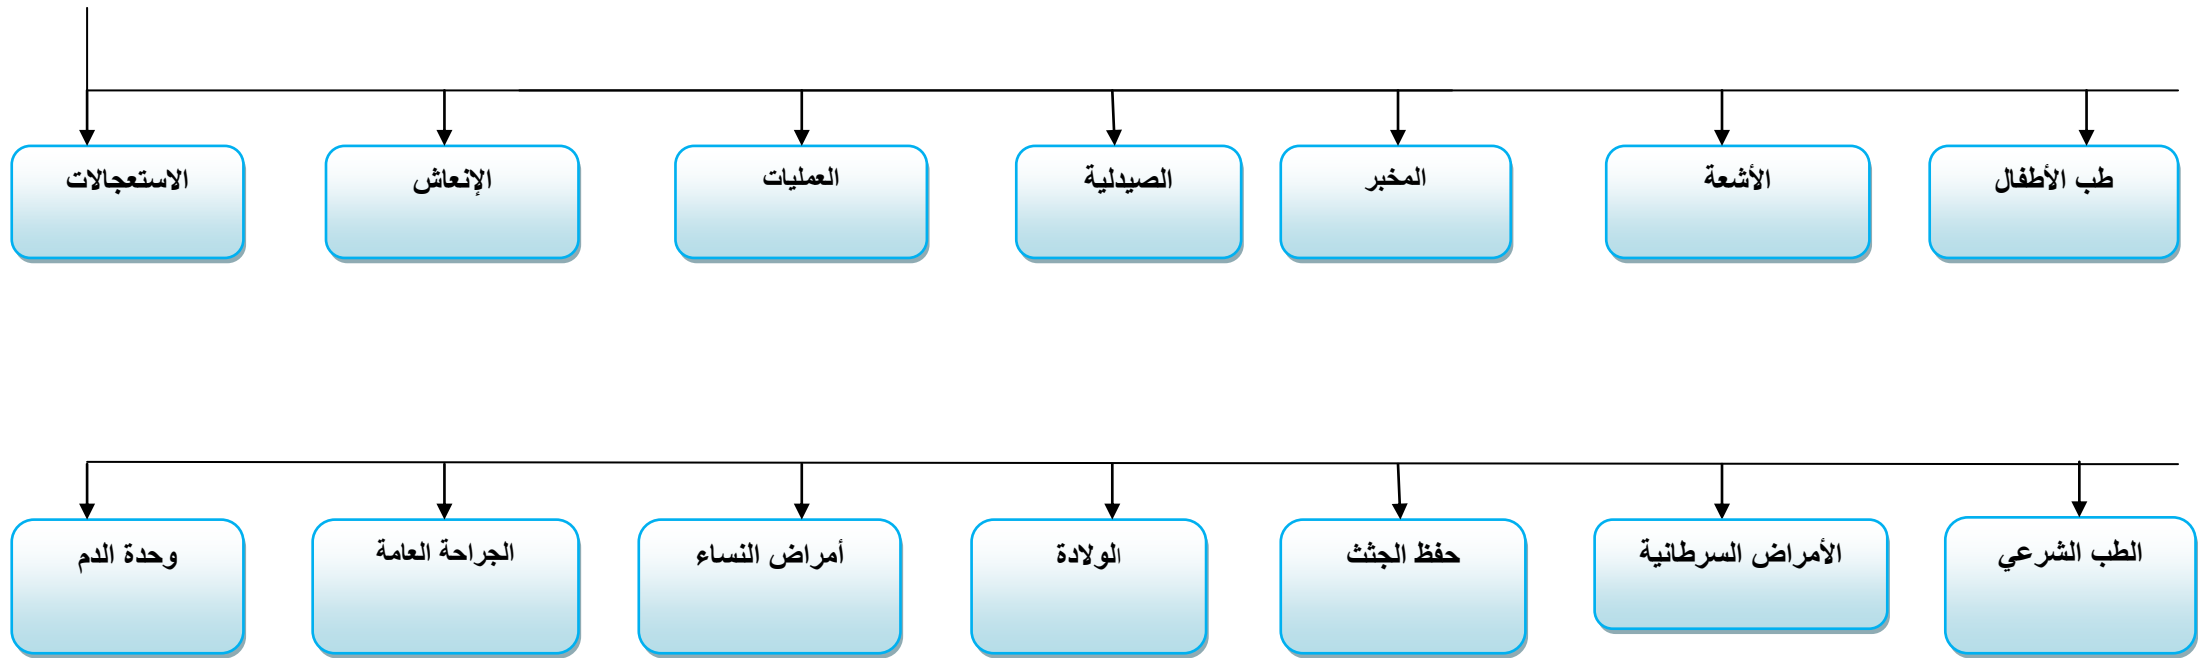 طب الأطفال
الأشعة
المخبر
الصيدلية
العمليات
الإنعاش
الاستعجالات
الطب الشرعي
الأمراض السرطانية
حفظ الجثث
الولادة
أمراض النساء
الجراحة العامة
وحدة الدم